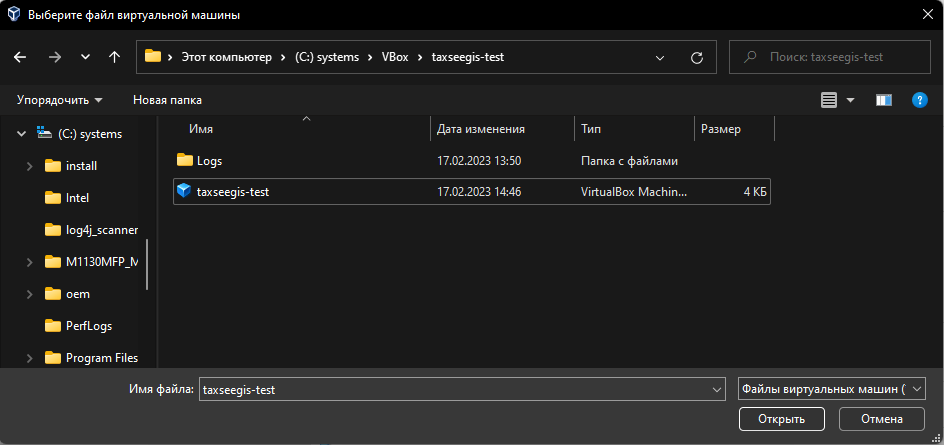 Выберите файл виртуальной машины
Этот компьютер > (C:) systems > VBox > taxseegis-test
Поиск: taxseegis-test
Упорядочить
Новая папка
(C:) systems
install
Intel
log4j_scanner
M1130MFP_M
oem
PerfLogs
Program Files
Имя Дата изменения Тип Размер
Logs 17.02.2023 13:50 Папка с файлами
taxseegis-test 17.02.2023 14:46 VirtualBox Machin... 4 КБ
Имя файла: taxseegis-test
Файлы виртуальных машин (
Открыть
Отмена